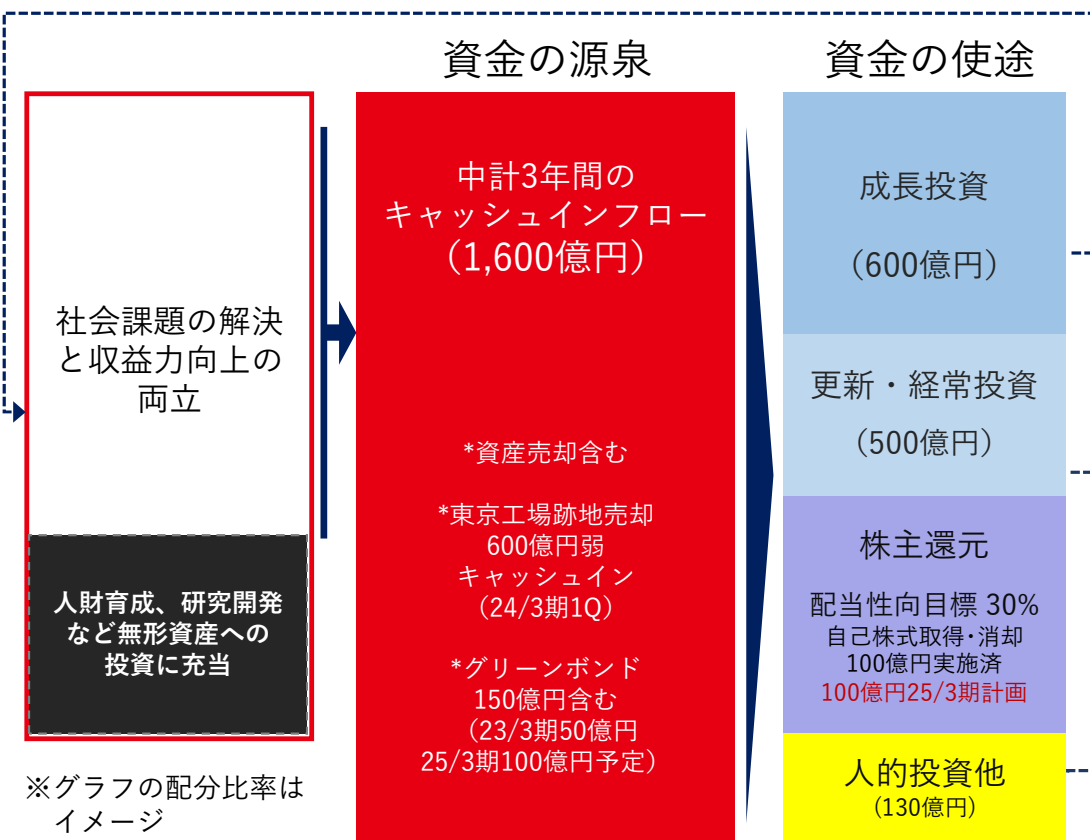 資金の源泉
資金の使途
社会課題の解決
と収益力向上の
両立
人財育成、研究開発
など無形資産への
投資に充当
※グラフの配分比率は
イメージ
中計3年間の
キャッシュインフロー
(1,600億円)
*資産売却含む
*東京工場跡地売却
600億円弱
キャッシュイン
(24/3期1Q)
*グリーンボンド
150億円含む
(23/3期50億円
25/3期100億円予定)
成長投資
(600億円)
更新・経常投資
(500億円)
株主還元
配当性向目標 30%
自己株式取得・消却
100億円実施済
100億円25/3期計画
人的投資他
(130億円)